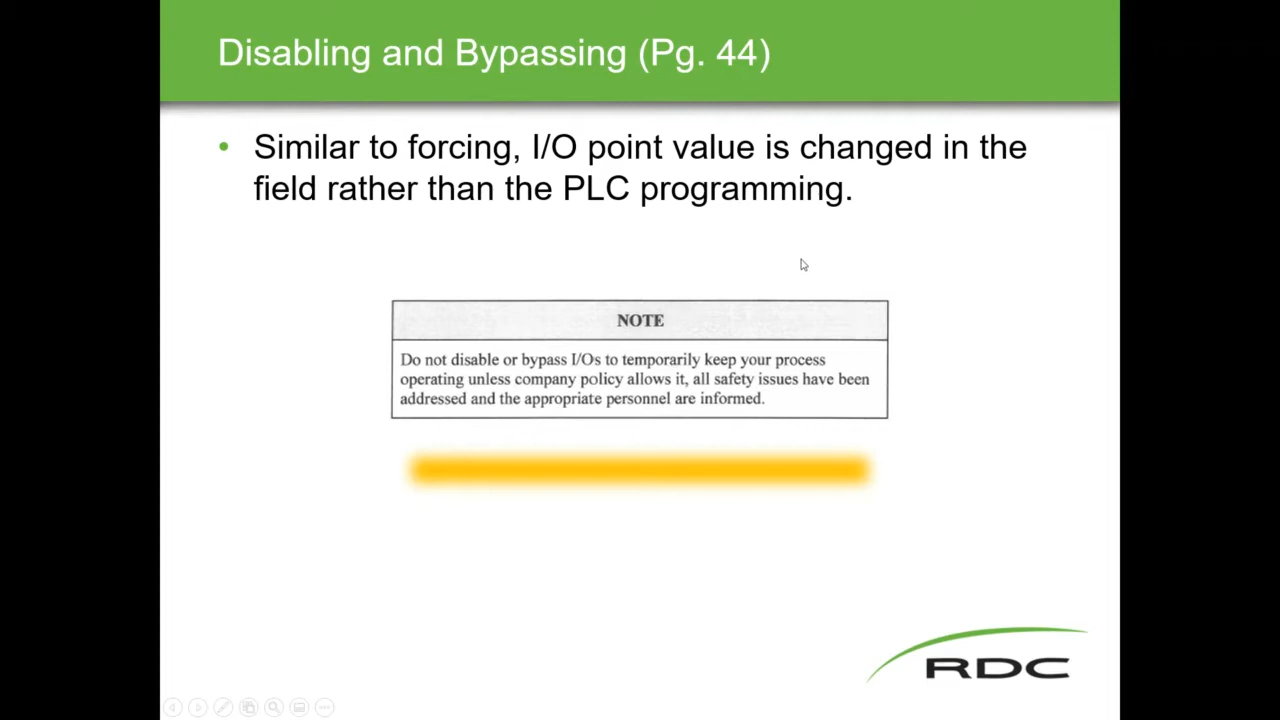 Disabling and Bypassing (Pg. 44)
• Similar to forcing, I/O point value is changed in the
field rather than the PLC programming.
NOTE
Do not disable or bypass I/Os to temporarily keep your process
operating unless company policy allows it, all safety issues have been
addressed and the appropriate personnel are informed.
RDC